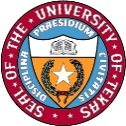 SEAL OF THE UNIVERSITY OF TEXAS
DISCIPLINA PRAESIDIUM CIVITATIS